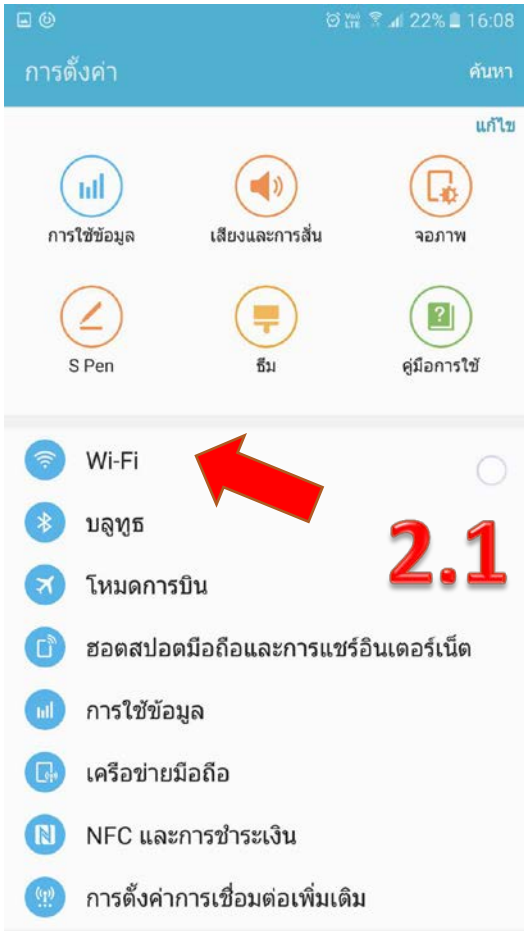 22% 16:08
การตั้งค่า ค้นหา
แก้ไข
การใช้ข้อมูล เสียงและการสั่น จอภาพ
S Pen ธีม คู่มือการใช้
Wi-Fi
2.1
บลูทูธ
โหมดการบิน
ฮอตสปอตมือถือและการแชร์อินเตอร์เน็ต
การใช้ข้อมูล
เครือข่ายมือถือ
NFC และการชำระเงิน
การตั้งค่าการเชื่อมต่อเพิ่มเติม